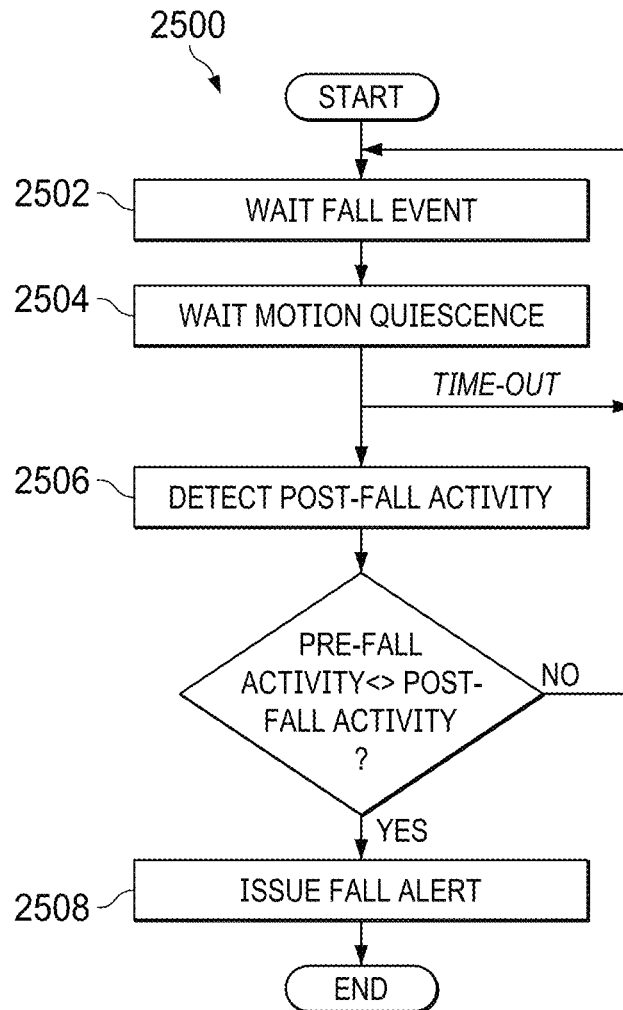 2500
START
2502
WAIT FALL EVENT
2504
WAIT MOTION QUIESCENCE
TIME-OUT
2506
DETECT POST-FALL ACTIVITY
PRE-FALL
ACTIVITY<> POST-
FALL ACTIVITY
?
NO
YES
2508
ISSUE FALL ALERT
END